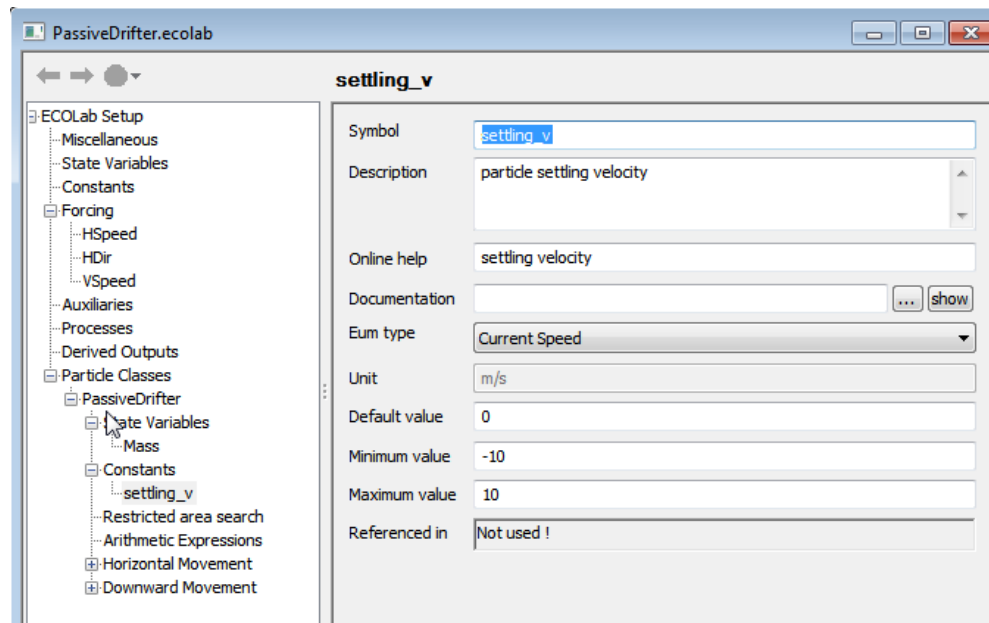 PassiveDrifter.ecolab
settling_v
ECOLab Setup
Miscellaneous
State Variables
Constants
Forcing
HSpeed
HDir
VSpeed
Auxiliaries
Processes
Derived Outputs
Particle Classes
PassiveDrifter
State Variables
Mass
Constants
settling_v
Restricted area search
Arithmetic Expressions
Horizontal Movement
Downward Movement
Symbol settling_v
Description particle settling velocity
Online help settling velocity
Documentation ... show
Eum type Current Speed
Unit m/s
Default value 0
Minimum value -10
Maximum value 10
Referenced in Not used !